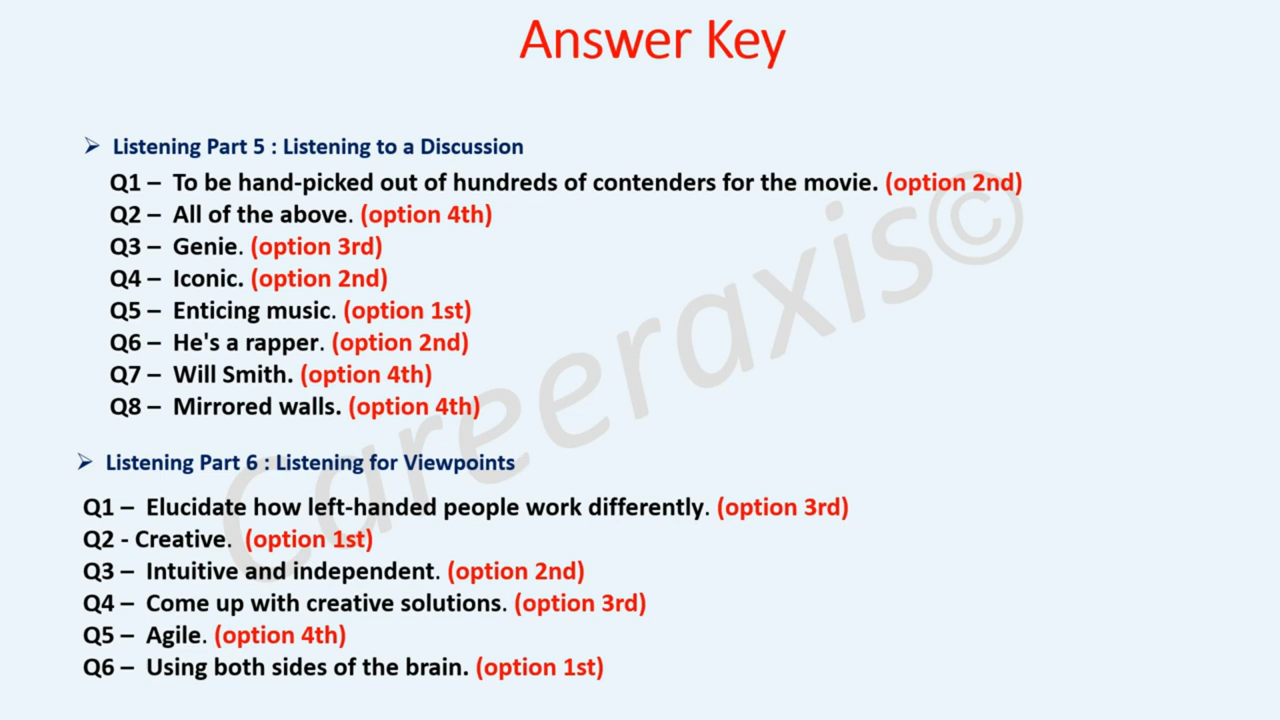 Answer Key
Listening Part 5 : Listening to a Discussion
Q1 – To be hand-picked out of hundreds of contenders for the movie. (option 2nd)
Q2 – All of the above. (option 4th)
Q3 – Genie. (option 3rd)
Q4 – Iconic. (option 2nd)
Q5 – Enticing music. (option 1st)
Q6 – He's a rapper. (option 2nd)
Q7 – Will Smith. (option 4th)
Q8 – Mirrored walls. (option 4th)
Listening Part 6 : Listening for Viewpoints
Q1 – Elucidate how left-handed people work differently. (option 3rd)
Q2 - Creative. (option 1st)
Q3 – Intuitive and independent. (option 2nd)
Q4 – Come up with creative solutions. (option 3rd)
Q5 – Agile. (option 4th)
Q6 – Using both sides of the brain. (option 1st)
Careeraxis©